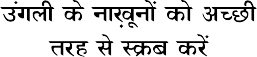 उंगली के नाख़ूनों को अच्छी
तरह से स्क्रब करें